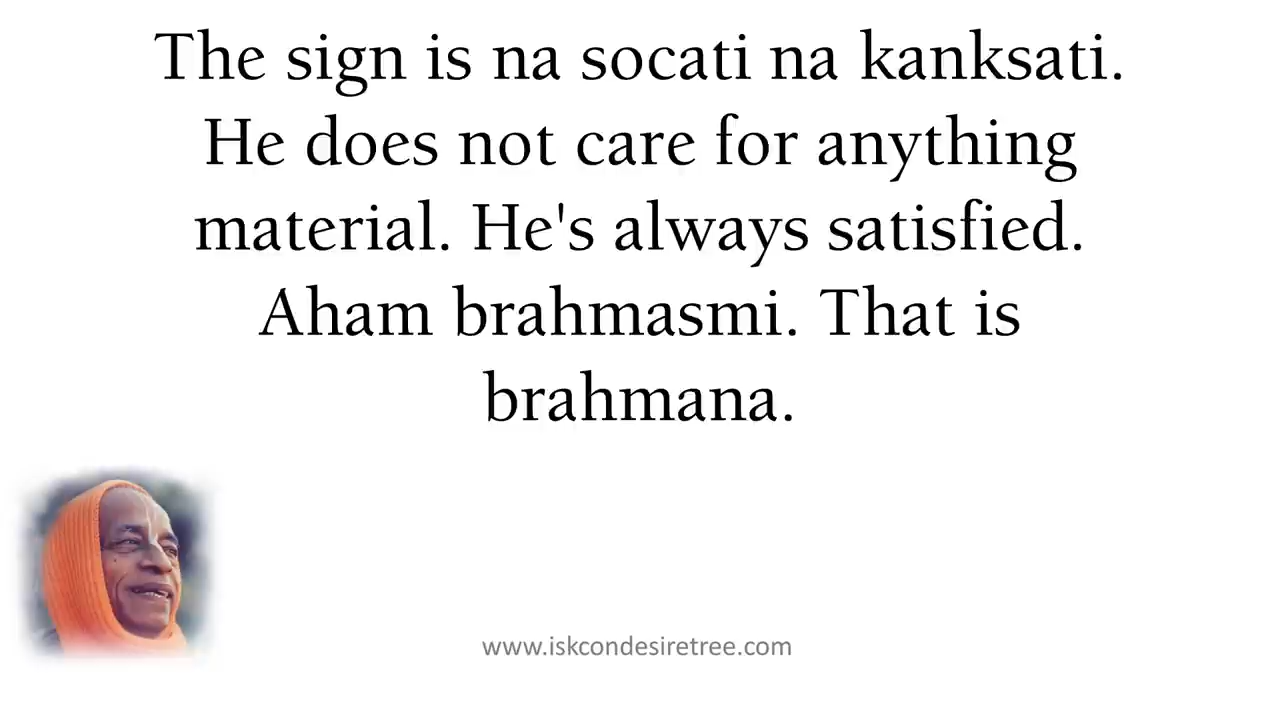 The sign is na socati na kanksati.
He does not care for anything
material. He's always satisfied.
Aham brahmasmi. That is
brahmana.
www.iskcondesiretree.com